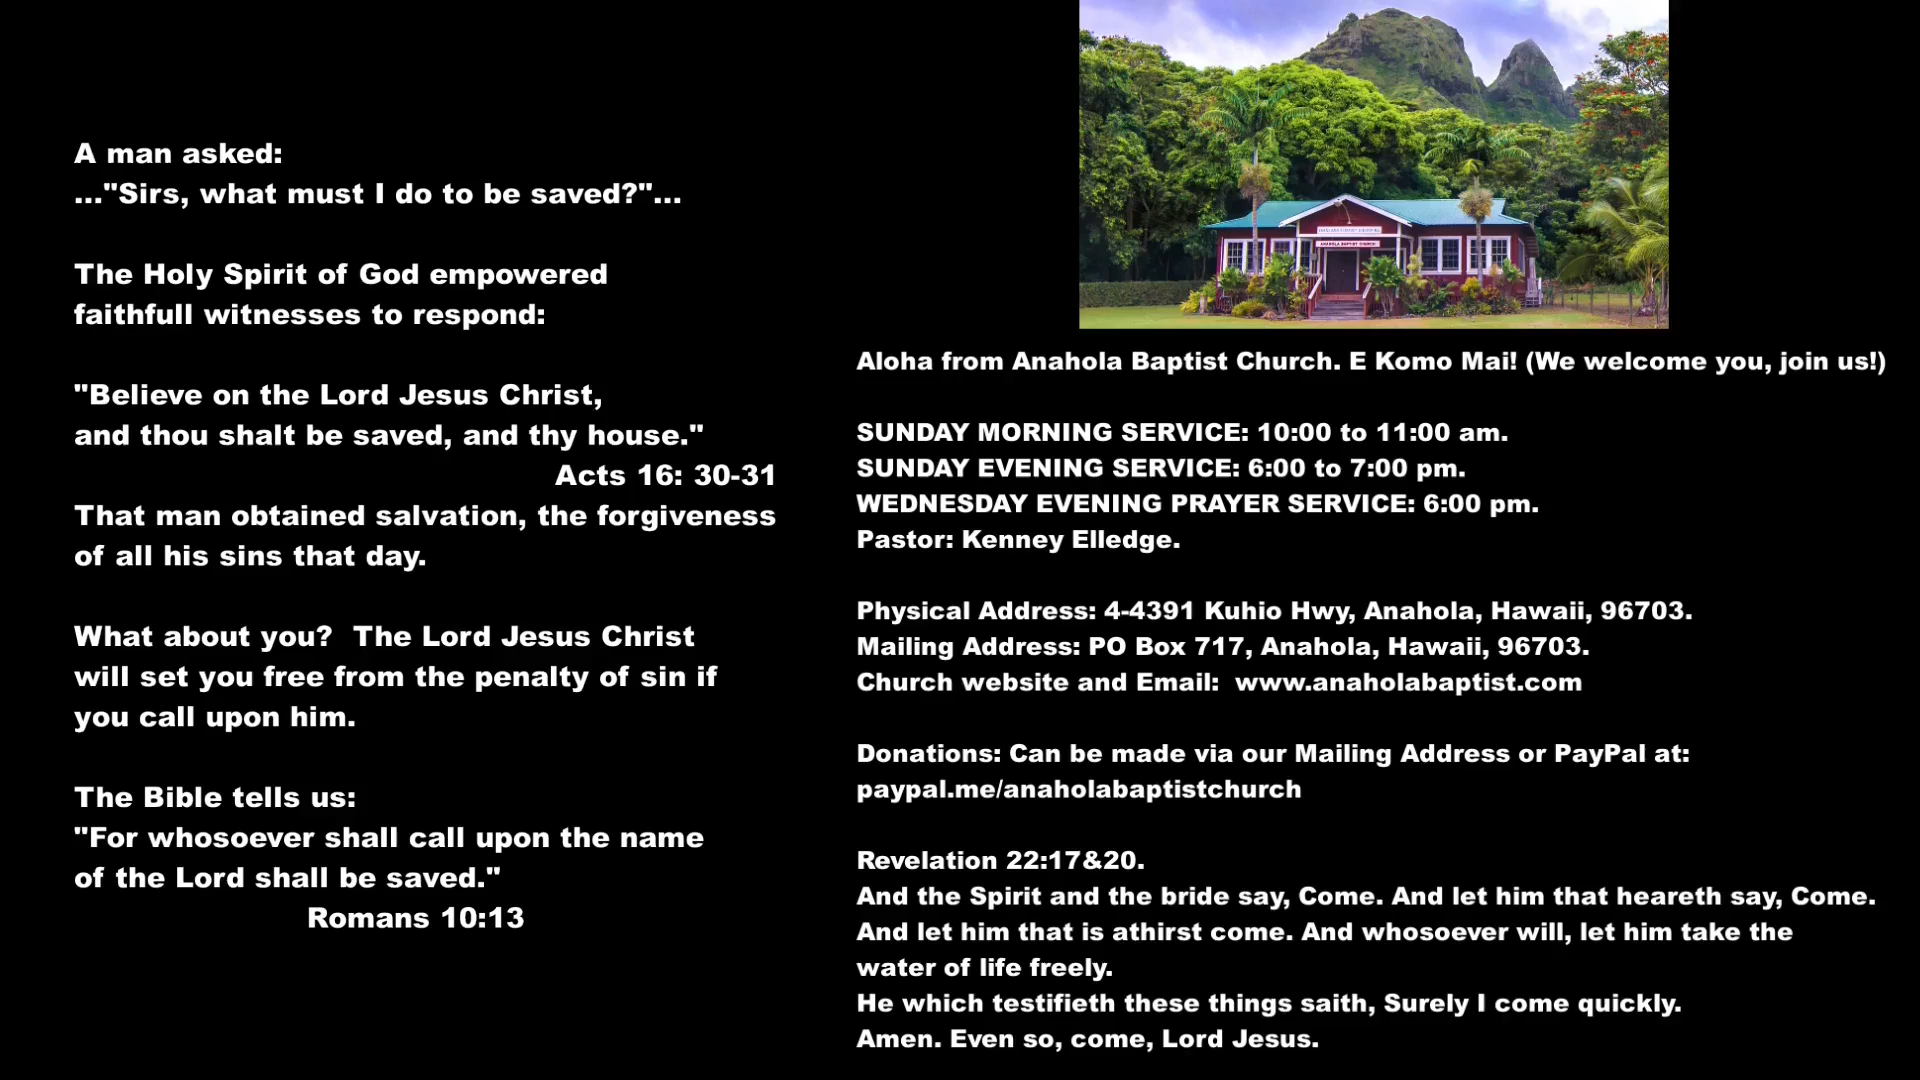 A man asked:
..."Sirs, what must I do to be saved?"...
The Holy Spirit of God empowered
faithfull witnesses to respond:
"Believe on the Lord Jesus Christ,
and thou shalt be saved, and thy house."
Acts 16: 30-31
That man obtained salvation, the forgiveness
of all his sins that day.
What about you?  The Lord Jesus Christ
will set you free from the penalty of sin if
you call upon him.
The Bible tells us:
"For whosoever shall call upon the name
of the Lord shall be saved."
Romans 10:13
ANAHOLA BAPTIST CHURCH
Aloha from Anahola Baptist Church. E Komo Mai! (We welcome you, join us!)
SUNDAY MORNING SERVICE: 10:00 to 11:00 am.
SUNDAY EVENING SERVICE: 6:00 to 7:00 pm.
WEDNESDAY EVENING PRAYER SERVICE: 6:00 pm.
Pastor: Kenney Elledge.
Physical Address: 4-4391 Kuhio Hwy, Anahola, Hawaii, 96703.
Mailing Address: PO Box 717, Anahola, Hawaii, 96703.
Church website and Email:  www.anaholabaptist.com
Donations: Can be made via our Mailing Address or PayPal at:
paypal.me/anaholabaptistchurch
Revelation 22:17&20.
And the Spirit and the bride say, Come. And let him that heareth say, Come.
And let him that is athirst come. And whosoever will, let him take the
water of life freely.
He which testifieth these things saith, Surely I come quickly.
Amen. Even so, come, Lord Jesus.